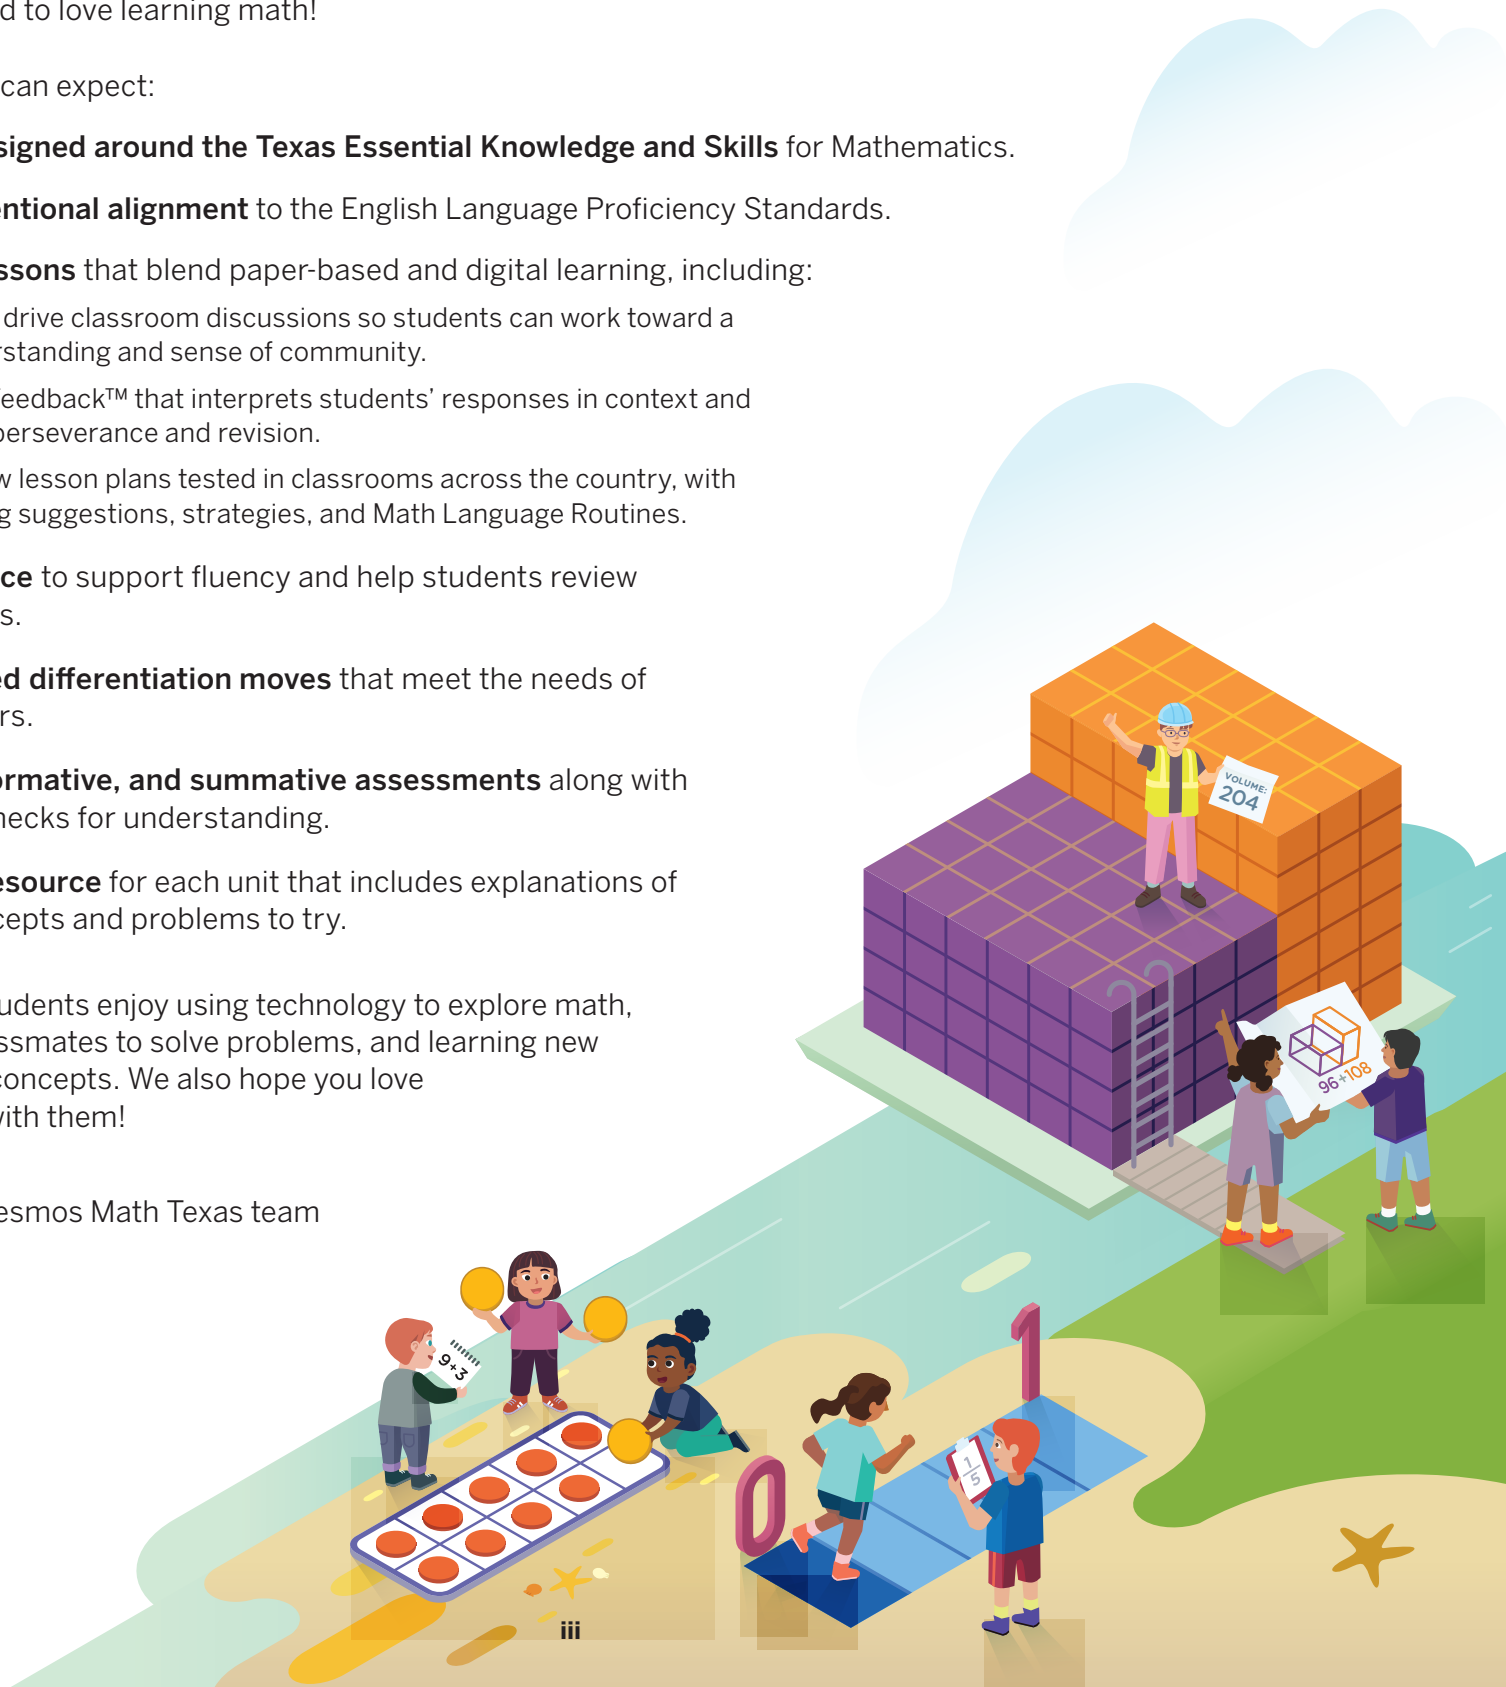 d to love learning math!
can expect:
signed around the Texas Essential Knowledge and Skills for Mathematics.
entional alignment to the English Language Proficiency Standards.
ssons that blend paper-based and digital learning, including:
drive classroom discussions so students can work toward a
rstanding and sense of community.
feedback™ that interprets students’ responses in context and
perseverance and revision.
w lesson plans tested in classrooms across the country, with
g suggestions, strategies, and Math Language Routines.
ce to support fluency and help students review
s.
ed differentiation moves that meet the needs of
rs.
ormative, and summative assessments along with
hecks for understanding.
esource for each unit that includes explanations of
cepts and problems to try.
udents enjoy using technology to explore math,
ssmates to solve problems, and learning new
concepts. We also hope you love
with them!
esmos Math Texas team
VOLUME:
204
96+108
9+3
1
0
1
5
iii